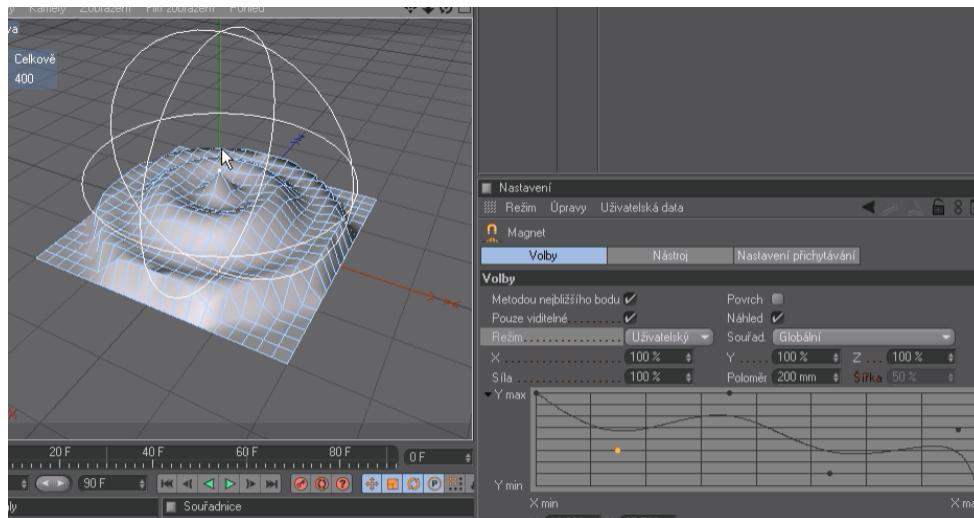 Kamery Zobrazení Filtr zobrazení Pohled
Celkově
400
Nastavení
Režim Úpravy Uživatelská data
Magnet
Volby Nástroj Nastavení přichytávání
Volby
Metodou nejbližšího bodu Povrch
Pouze viditelné Náhled
Režim Uživatelský Souřad. Globální
X 100 % Y 100 % Z 100 %
Síla 100 % Poloměr 200 mm Šířka 50 %
Y max
Y min
X min
20 F 40 F 60 F 80 F 0 F
90 F
Souřadnice